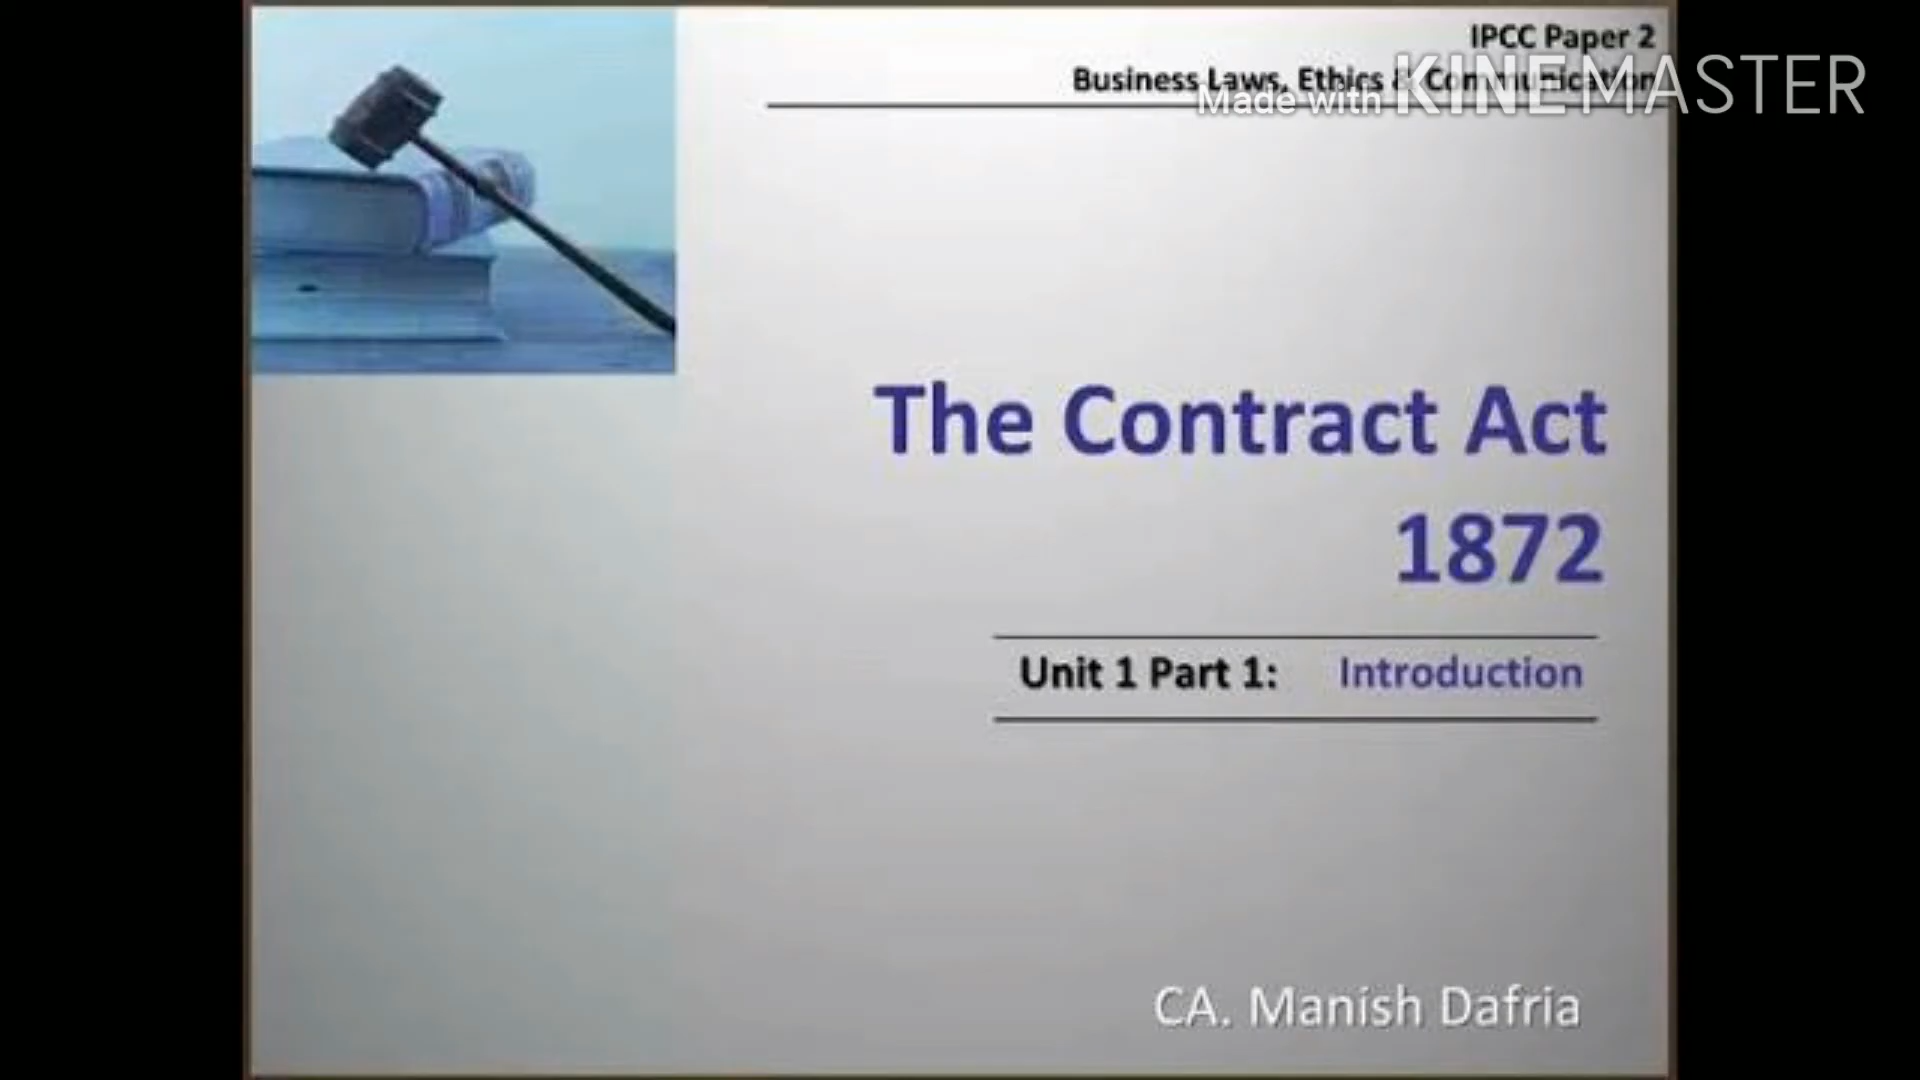 IPCC Paper 2
Business Laws, Ethics & Communication
Made with KINEMASTER
The Contract Act
1872
Unit 1 Part 1: Introduction
CA. Manish Dafria